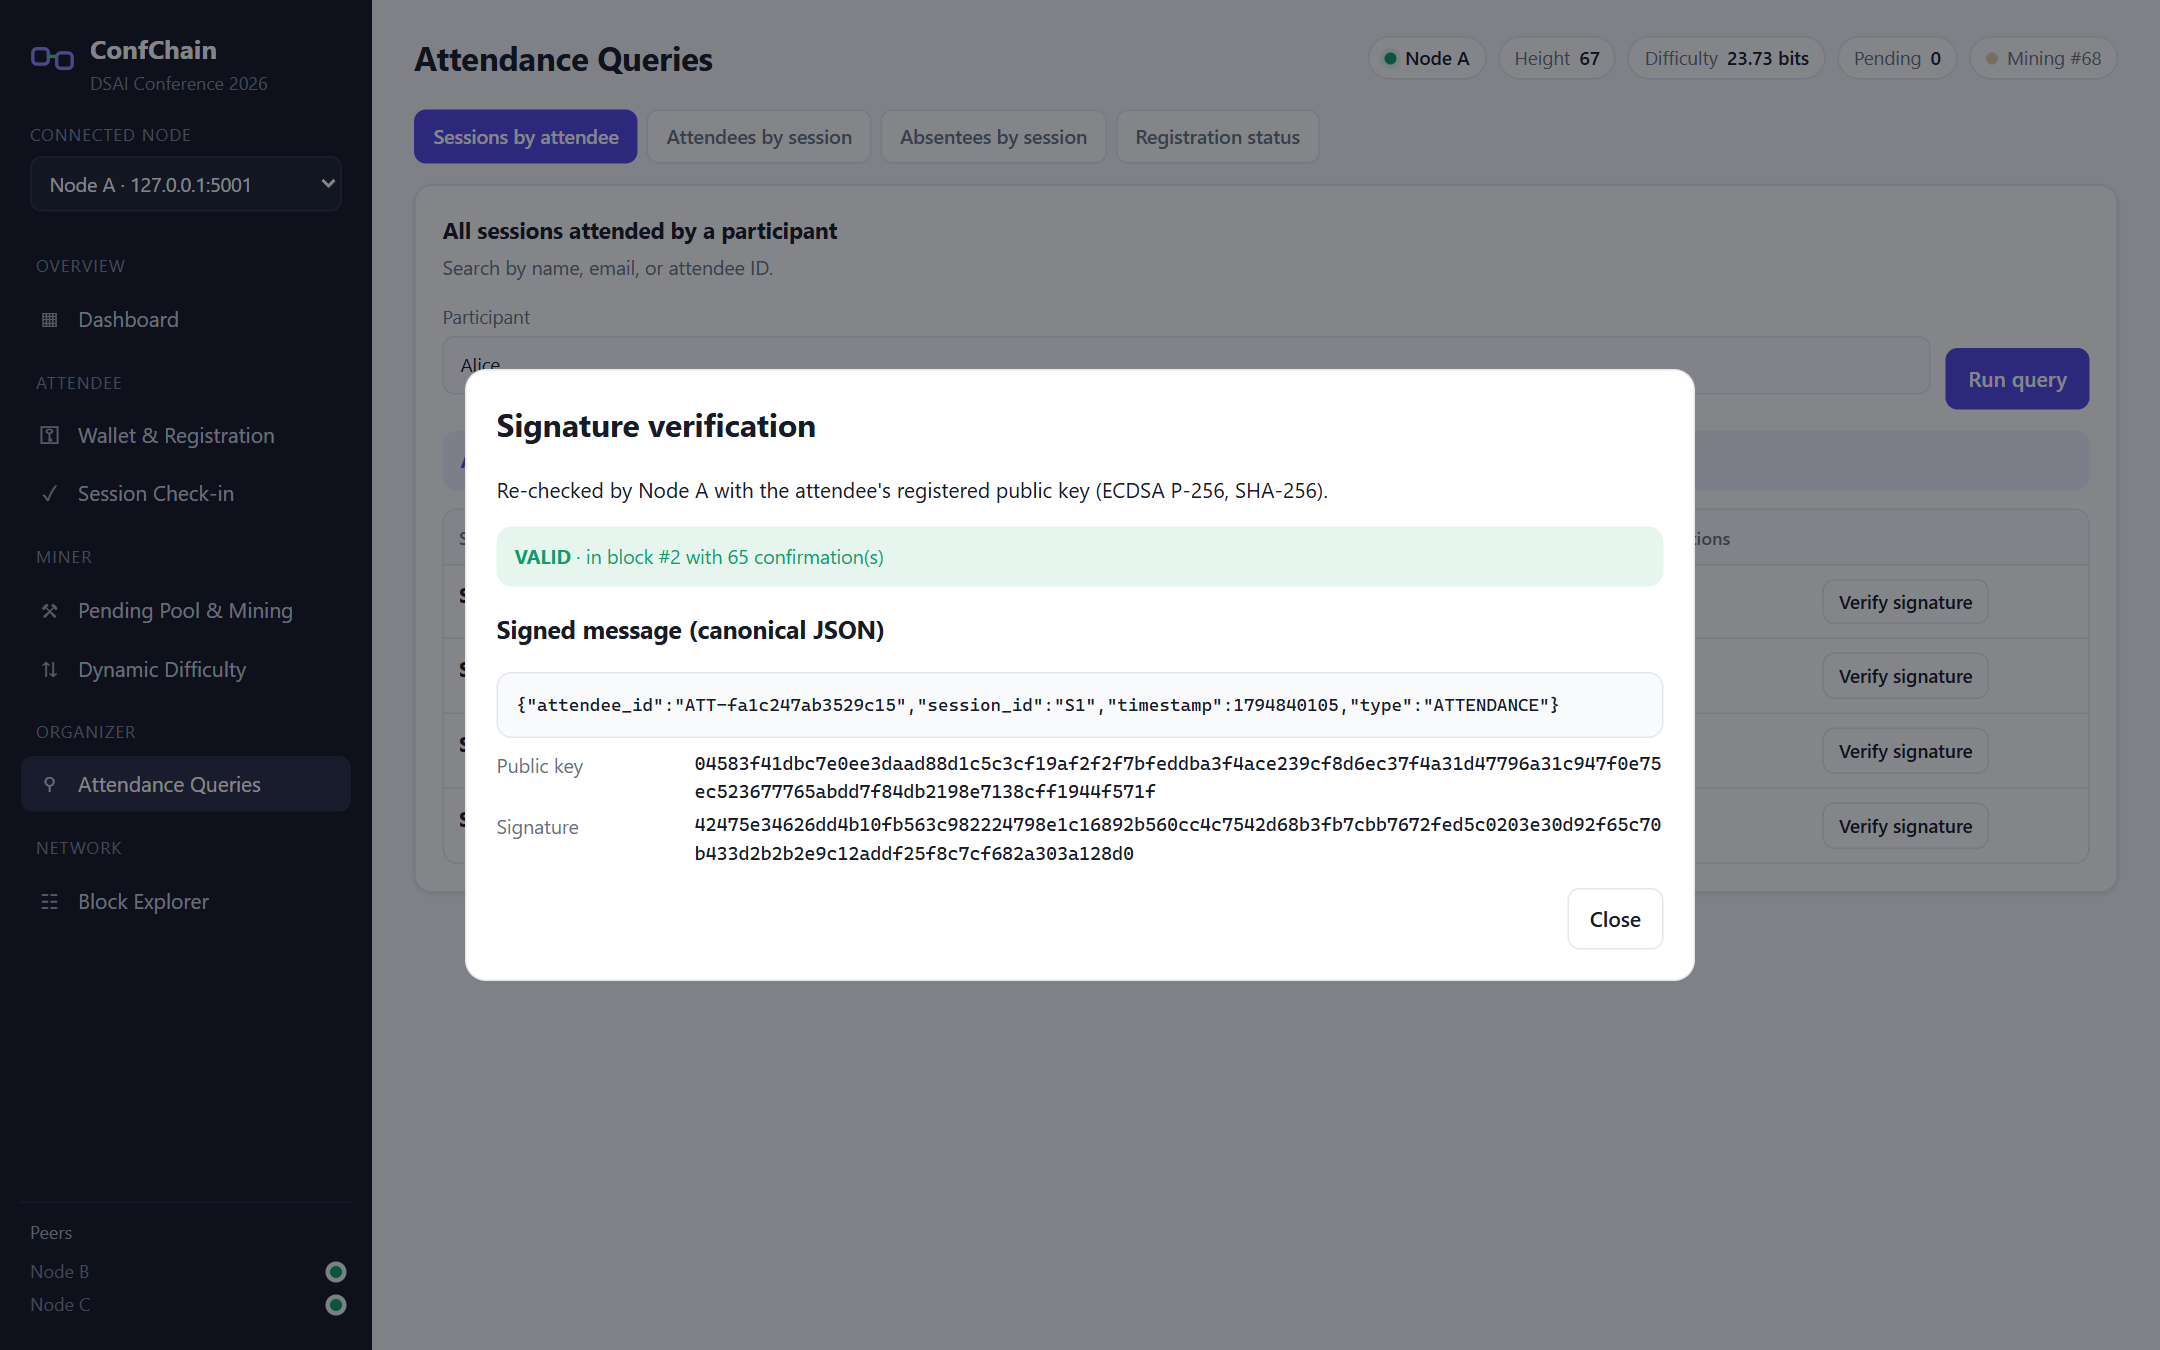 ConfChain
DSAI Conference 2026
CONNECTED NODE
Node A · 127.0.0.1:5001
OVERVIEW
Dashboard
ATTENDEE
Wallet & Registration
Session Check-in
MINER
Pending Pool & Mining
Dynamic Difficulty
ORGANIZER
Attendance Queries
NETWORK
Block Explorer
Peers
Node B
Node C
Attendance Queries
Node A
Height 67
Difficulty 23.73 bits
Pending 0
Mining #68
Sessions by attendee
Attendees by session
Absentees by session
Registration status
All sessions attended by a participant
Search by name, email, or attendee ID.
Participant
Alice
Run query
Verify signature
Verify signature
Verify signature
Verify signature
Signature verification
Re-checked by Node A with the attendee's registered public key (ECDSA P-256, SHA-256).
VALID · in block #2 with 65 confirmation(s)
Signed message (canonical JSON)
{"attendee_id":"ATT-fa1c247ab3529c15","session_id":"S1","timestamp":1794840105,"type":"ATTENDANCE"}
Public key
04583f41dbc7e0ee3daad88d1c5c3cf19af2f2f7bfeddba3f4ace239cf8d6ec37f4a31d47796a31c947f0e75
ec523677765abdd7f84db2198e7138cff1944f571f
Signature
42475e34626dd4b10fb563c982224798e1c16892b560cc4c7542d68b3fb7cbb7672fed5c0203e30d92f65c70
b433d2b2b2e9c12addf25f8c7cf682a303a128d0
Close